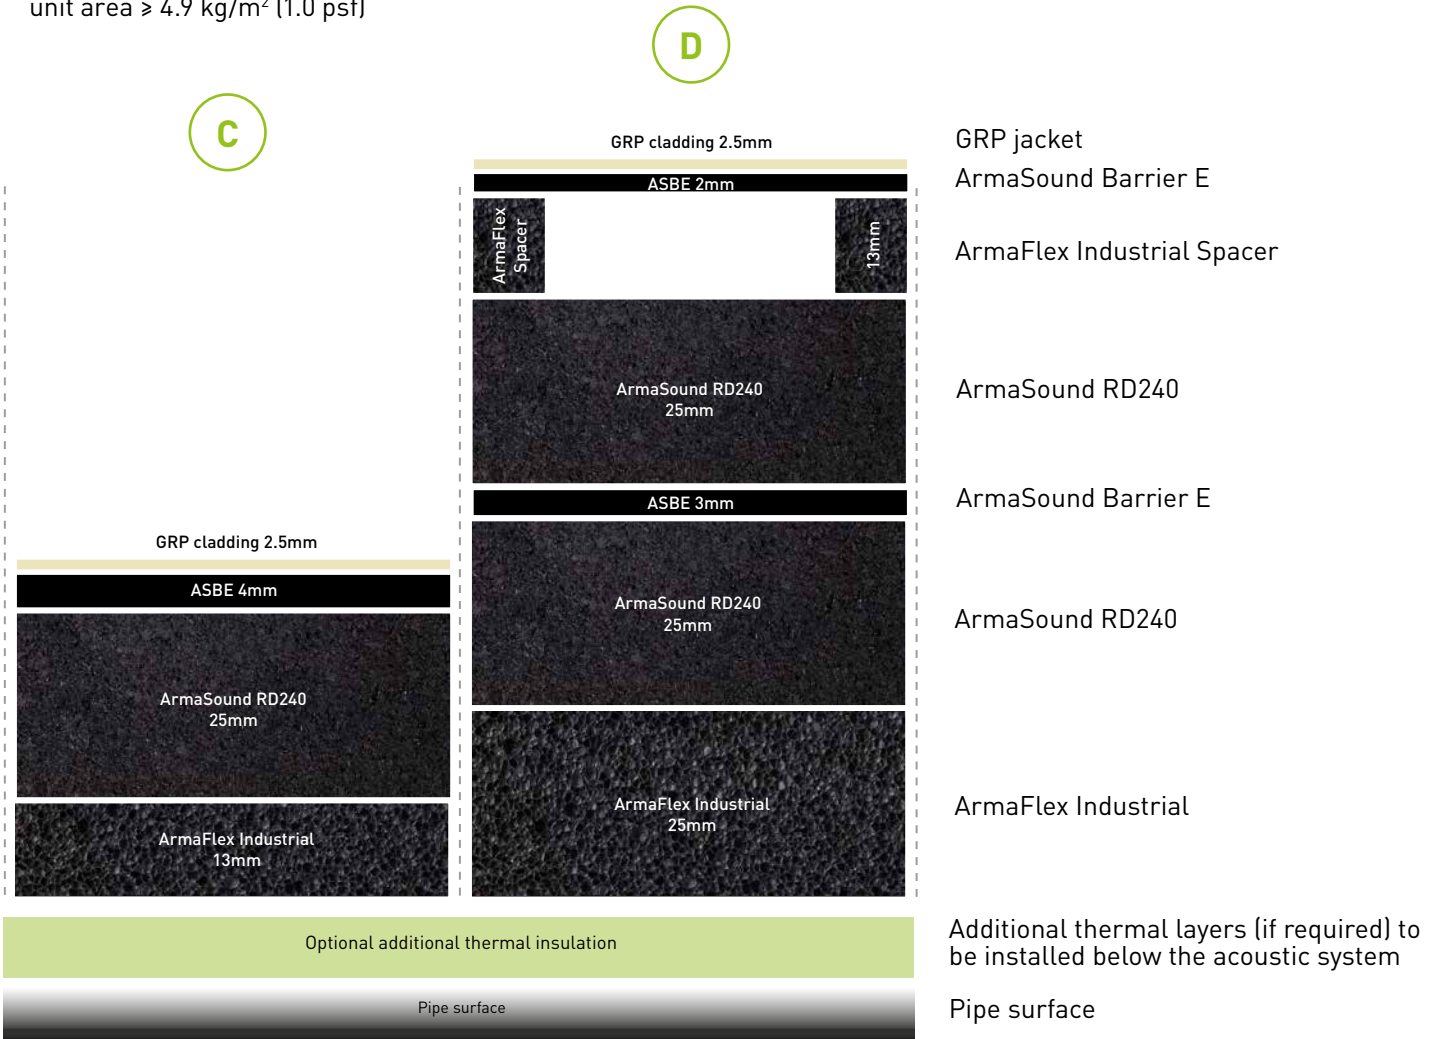 unit area ≥ 4.9 kg/m² (1.0 psf)
D
C
GRP cladding 2.5mm
GRP jacket
ASBE 2mm
ArmaSound Barrier E
ArmaFlex
Spacer
13mm
ArmaFlex Industrial Spacer
ArmaSound RD240
25mm
ArmaSound RD240
ASBE 3mm
ArmaSound Barrier E
GRP cladding 2.5mm
ASBE 4mm
ArmaSound RD240
25mm
ArmaSound RD240
ArmaSound RD240
25mm
ArmaFlex Industrial
25mm
ArmaFlex Industrial
ArmaFlex Industrial
13mm
Optional additional thermal insulation
Additional thermal layers (if required) to
be installed below the acoustic system
Pipe surface
Pipe surface